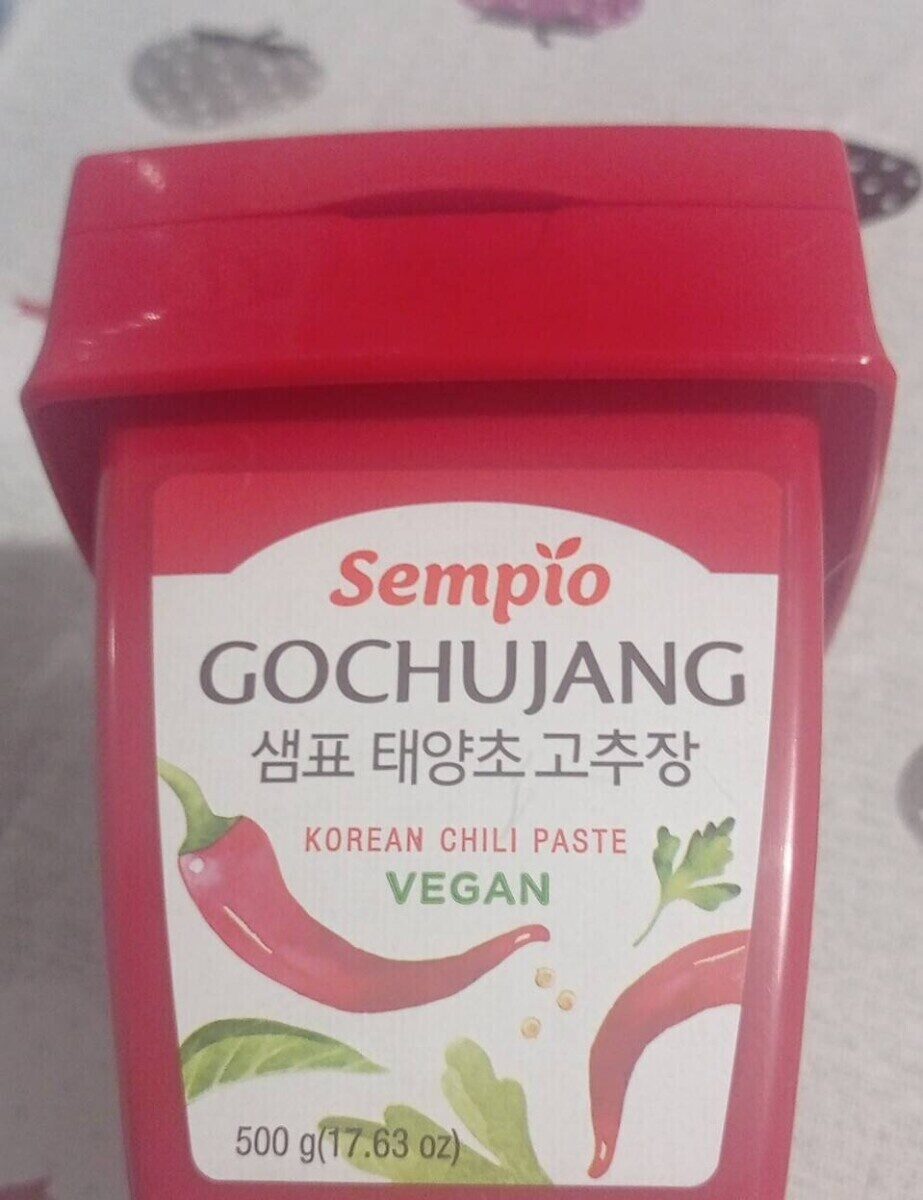 Sempio
GOCHUJANG
샘표 태양초 고추장
KOREAN CHILI PASTE
VEGAN
500 g(17.63 oz)